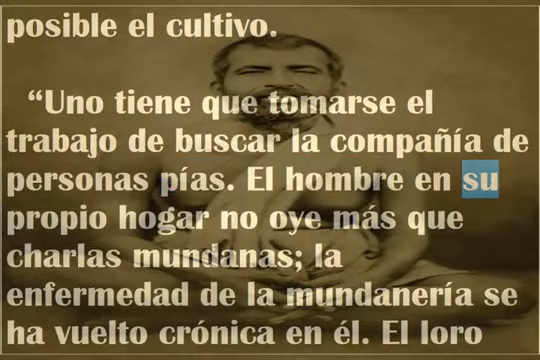 posible el cultivo.
“Uno tiene que tomarse el
trabajo de buscar la compañía de
personas pías. El hombre en su
propio hogar no oye más que
charlas mundanas; la
enfermedad de la mundanería se
ha vuelto crónica en él. El loro